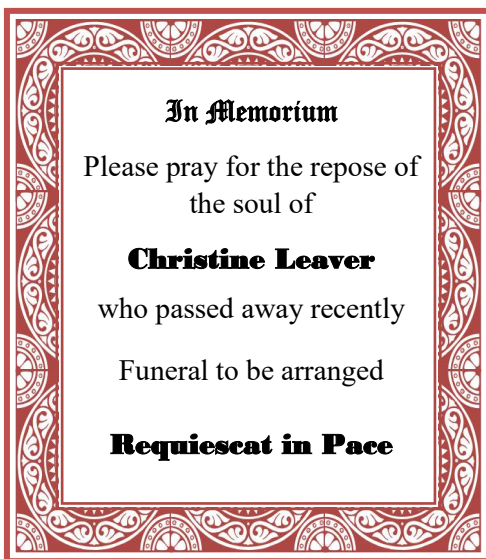 In Memorium
Please pray for the repose of
the soul of
Christine Leaver
who passed away recently
Funeral to be arranged
Requiescat in Pace